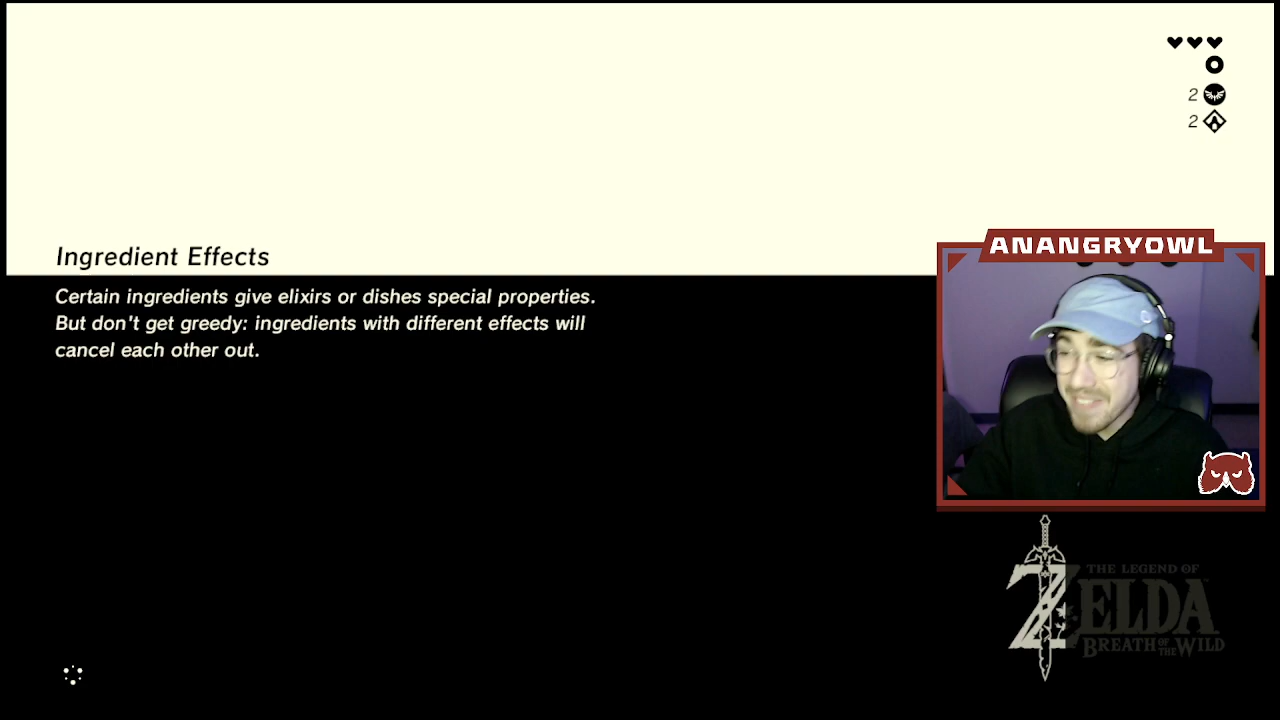 2
2
Ingredient Effects
ANANGRYOWL
Certain ingredients give elixirs or dishes special properties.
But don't get greedy: ingredients with different effects will
cancel each other out.
THE LEGEND OF
ZELDA
BREATH OF THE WILD